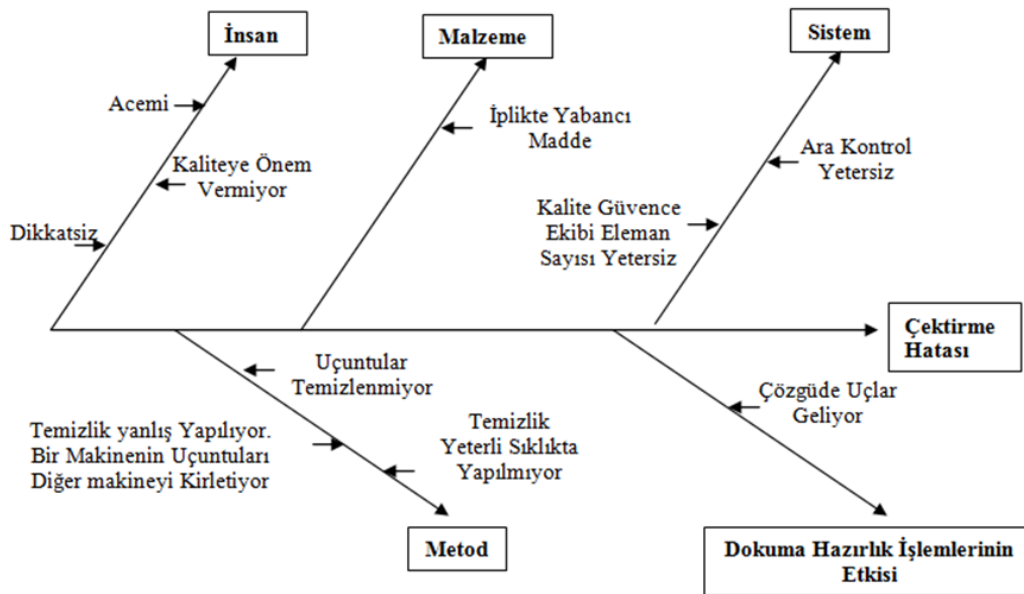 İnsan
Malzeme
Sistem
Acemi
İplikte Yabancı
Madde
Ara Kontrol
Yetersiz
Kaliteye Önem
Vermiyor
Kalite Güvence
Ekibi Eleman
Sayısı Yetersiz
Dikkatsiz
Çektirme
Hatası
Uçuntular
Temizlenmiyor
Çözgüde Uçlar
Geliyor
Temizlik yanlış Yapılıyor.
Bir Makinenin Uçuntuları
Diğer makineyi Kirletiyor
Temizlik
Yeterli Sıklıkta
Yapılmıyor
Metod
Dokuma Hazırlık İşlemlerinin
Etkisi